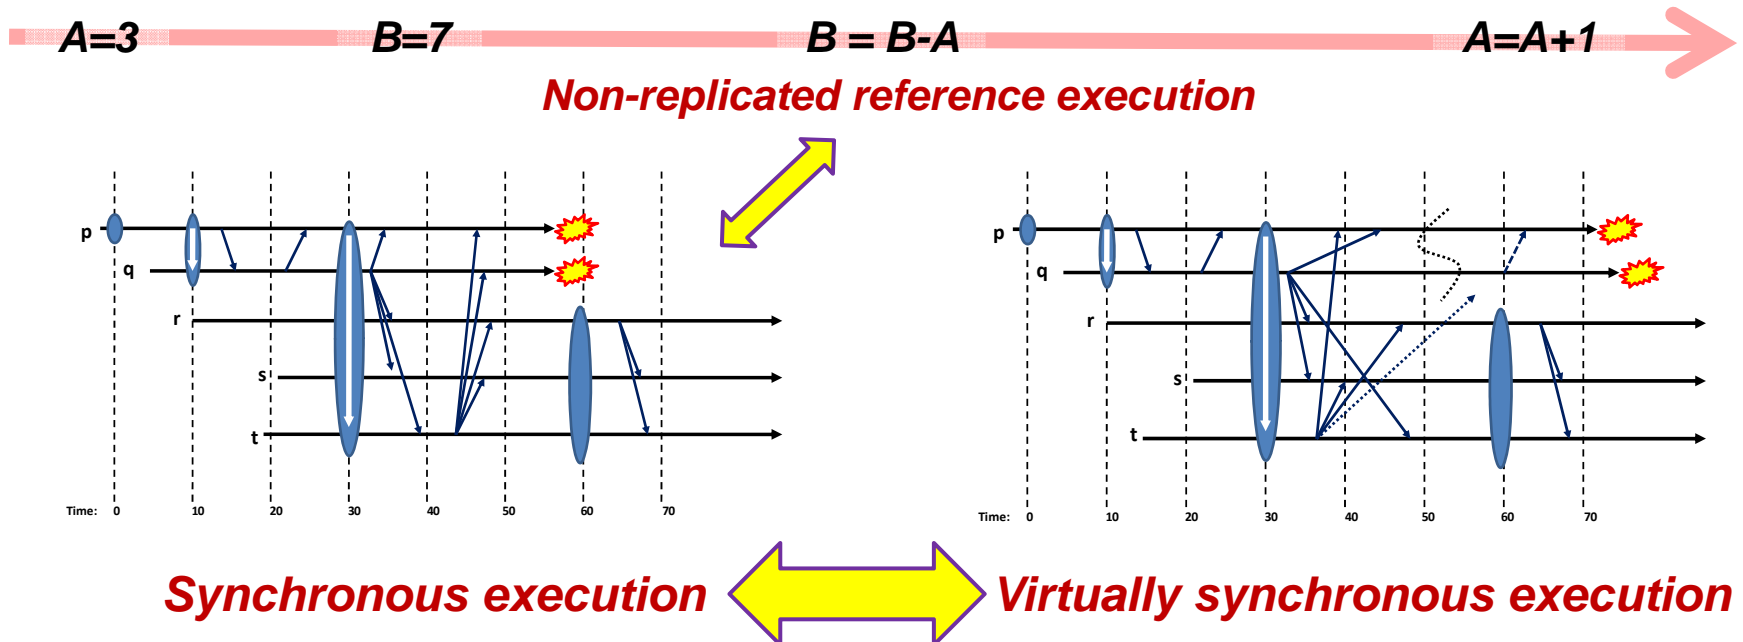 A=3 B=7 B = B-A A=A+1
Non-replicated reference execution
p
q
r
s
t
Time: 0 10 20 30 40 50 60 70
p
q
r
s
t
Time: 0 10 20 30 40 50 60 70
Synchronous execution
Virtually synchronous execution